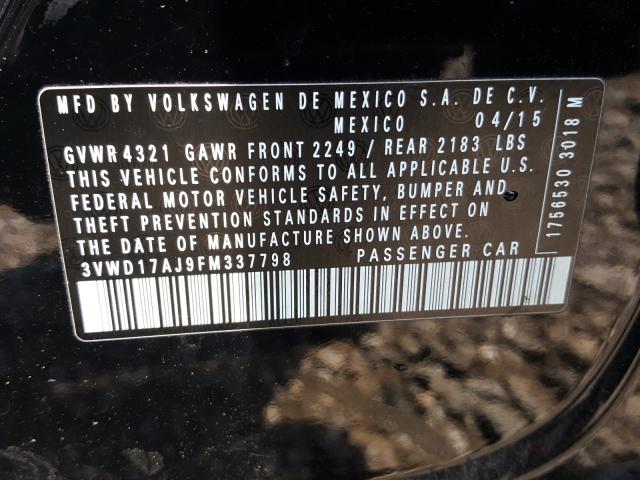 MFD BY VOLKSWAGEN DE MEXICO S.A. DE C.V.
MEXICO 04/15
GVWR 4321 GAWR FRONT 2249 / REAR 2183 LBS
THIS VEHICLE CONFORMS TO ALL APPLICABLE U.S.
FEDERAL MOTOR VEHICLE SAFETY, BUMPER AND
THEFT PREVENTION STANDARDS IN EFFECT ON
THE DATE OF MANUFACTURE SHOWN ABOVE.
3VWD17AJ9FM337798 PASSENGER CAR
1756530 3018 M